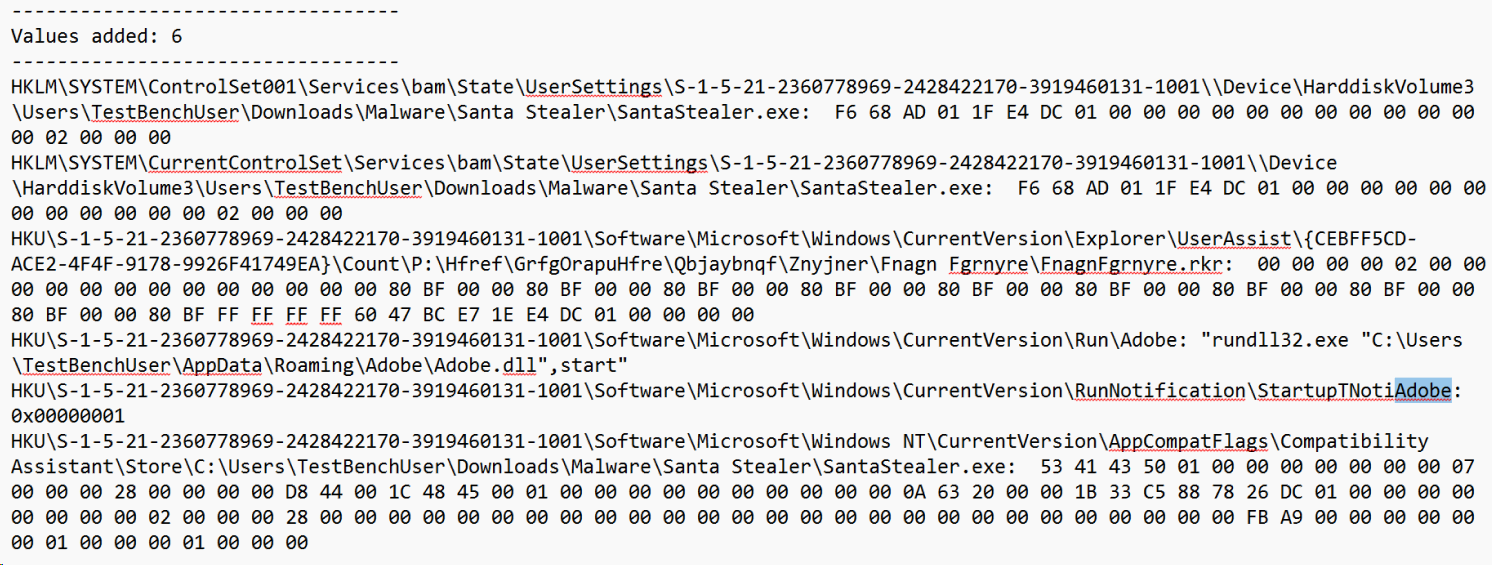 ----------------------------------
Values added: 6
----------------------------------
HKLM\SYSTEM\ControlSet001\Services\bam\State\UserSettings\S-1-5-21-2360778969-2428422170-3919460131-1001\\Device\HarddiskVolume3
\Users\TestBenchUser\Downloads\Malware\Santa Stealer\SantaStealer.exe:  F6 68 AD 01 1F E4 DC 01 00 00 00 00 00 00 00 00 00 00 00
00 02 00 00 00
HKLM\SYSTEM\CurrentControlSet\Services\bam\State\UserSettings\S-1-5-21-2360778969-2428422170-3919460131-1001\\Device
\HarddiskVolume3\Users\TestBenchUser\Downloads\Malware\Santa Stealer\SantaStealer.exe:  F6 68 AD 01 1F E4 DC 01 00 00 00 00 00 00
00 00 00 00 00 00 02 00 00 00
HKU\S-1-5-21-2360778969-2428422170-3919460131-1001\Software\Microsoft\Windows\CurrentVersion\Explorer\UserAssist\{CEBFF5CD-
ACE2-4F4F-9178-9926F41749EA}\Count\P:\Hfref\GrfgOrapuHfre\Qbjaybnqf\Znyjner\Fnagn Fgrnyre\FnagnFgrnyre.rkr:  00 00 00 00 02 00 00
00 00 00 00 00 00 00 00 00 00 00 80 BF 00 00 80 BF 00 00 80 BF 00 00 80 BF 00 00 80 BF 00 00 80 BF 00 00 80 BF 00 00 80 BF 00 00
80 BF 00 00 80 BF FF FF FF FF 60 47 BC E7 1E E4 DC 01 00 00 00 00
HKU\S-1-5-21-2360778969-2428422170-3919460131-1001\Software\Microsoft\Windows\CurrentVersion\Run\Adobe: "rundll32.exe "C:\Users
\TestBenchUser\AppData\Roaming\Adobe\Adobe.dll",start"
HKU\S-1-5-21-2360778969-2428422170-3919460131-1001\Software\Microsoft\Windows\CurrentVersion\RunNotification\StartupTNotiAdobe:
0x00000001
HKU\S-1-5-21-2360778969-2428422170-3919460131-1001\Software\Microsoft\Windows NT\CurrentVersion\AppCompatFlags\Compatibility
Assistant\Store\C:\Users\TestBenchUser\Downloads\Malware\Santa Stealer\SantaStealer.exe:  53 41 43 50 01 00 00 00 00 00 00 00 07
00 00 00 28 00 00 00 00 D8 44 00 1C 48 45 00 01 00 00 00 00 00 00 00 00 00 00 0A 63 20 00 00 1B 33 C5 88 78 26 DC 01 00 00 00 00
00 00 00 00 02 00 00 00 28 00 00 00 00 00 00 00 00 00 00 00 00 00 00 00 00 00 00 00 00 00 00 00 00 00 FB A9 00 00 00 00 00 00
00 01 00 00 00 01 00 00 00